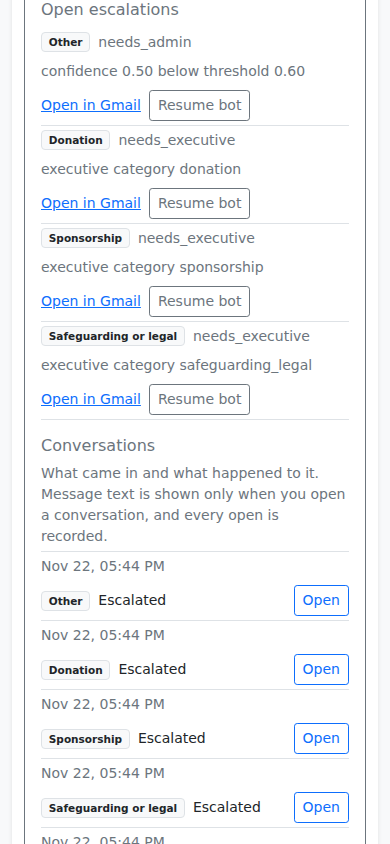 Open escalations
Other needs_admin
confidence 0.50 below threshold 0.60
Open in Gmail Resume bot
Donation needs_executive
executive category donation
Open in Gmail Resume bot
Sponsorship needs_executive
executive category sponsorship
Open in Gmail Resume bot
Safeguarding or legal needs_executive
executive category safeguarding_legal
Open in Gmail Resume bot
Conversations
What came in and what happened to it.
Message text is shown only when you open
a conversation, and every open is
recorded.
Nov 22, 05:44 PM
Other Escalated Open
Nov 22, 05:44 PM
Donation Escalated Open
Nov 22, 05:44 PM
Sponsorship Escalated Open
Nov 22, 05:44 PM
Safeguarding or legal Escalated Open
Nov 22, 05:44 PM